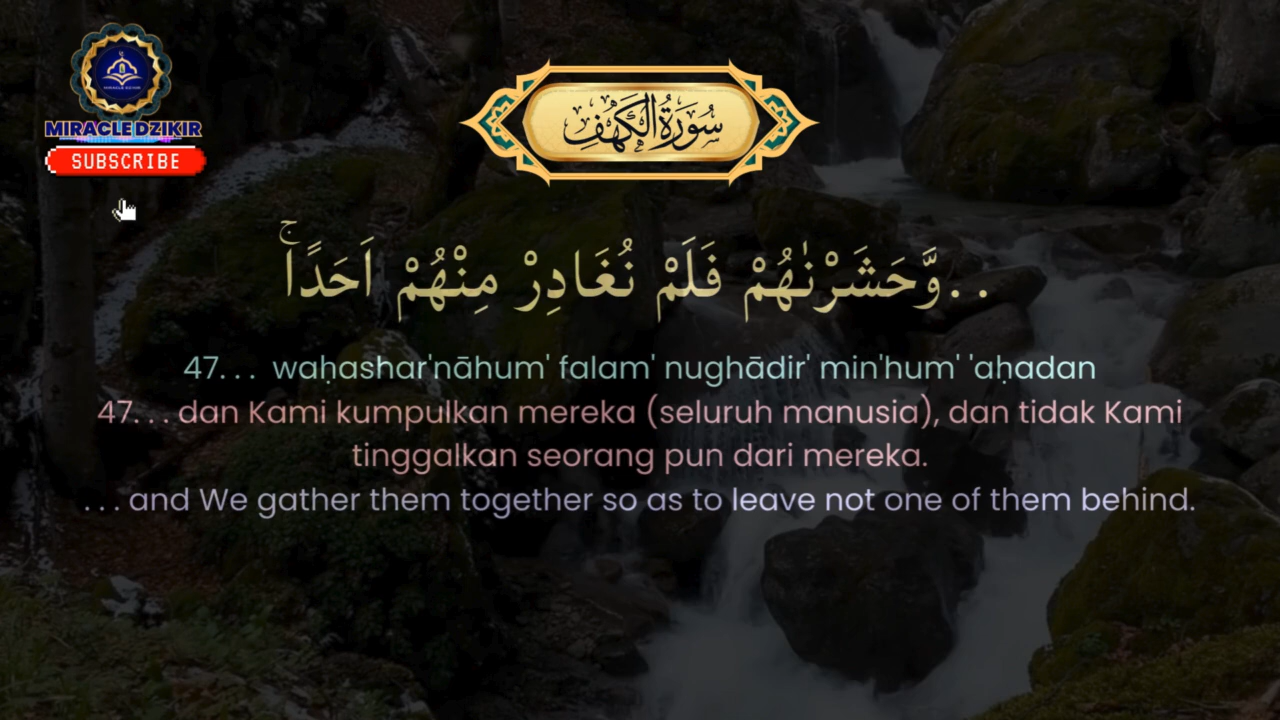 MIRACLE DZIKIR
SUBSCRIBE
سُوْرَةُ الْكَهْفِ
..وَّحَشَرْنٰهُمْ فَلَمْ نُغَادِرْ مِنْهُمْ اَحَدًاۚ
47... waḥashar'nāhum' falam' nughādir' min'hum' 'aḥadan
47...dan Kami kumpulkan mereka (seluruh manusia), dan tidak Kami
tinggalkan seorang pun dari mereka.
...and We gather them together so as to leave not one of them behind.